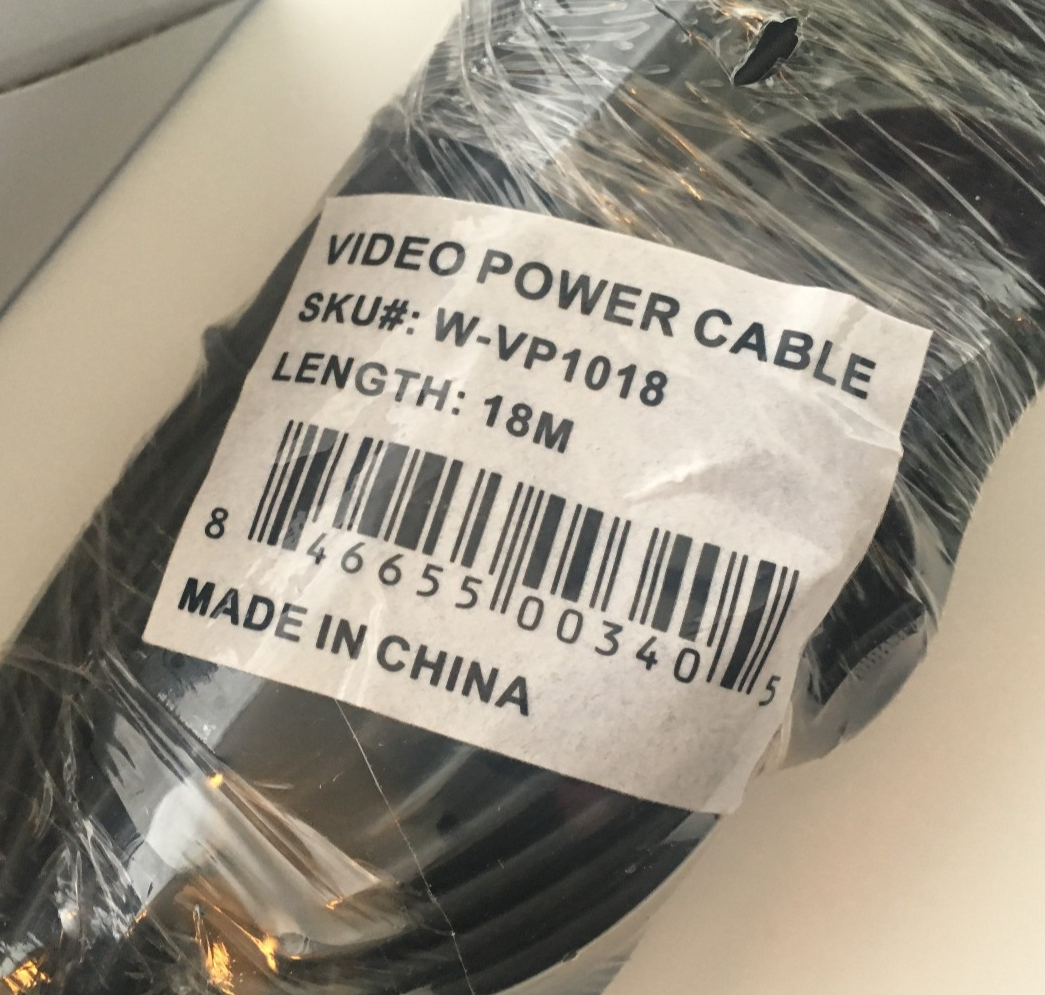 VIDEO POWER CABLE
SKU#: W-VP1018
LENGTH: 18M
8 46655 00340 5
MADE IN CHINA